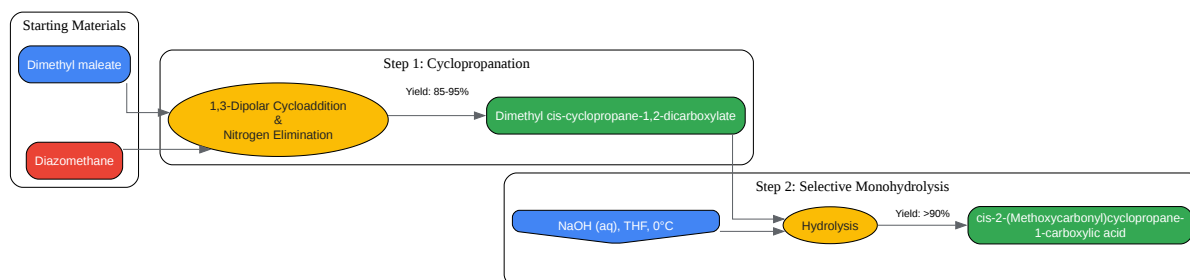 Starting Materials
Dimethyl maleate
Diazomethane
Step 1: Cyclopropanation
1,3-Dipolar Cycloaddition
&
Nitrogen Elimination
Yield: 85-95%
Dimethyl cis-cyclopropane-1,2-dicarboxylate
Step 2: Selective Monohydrolysis
NaOH (aq), THF, 0°C
Hydrolysis
Yield: >90%
cis-2-(Methoxycarbonyl)cyclopropane-
1-carboxylic acid